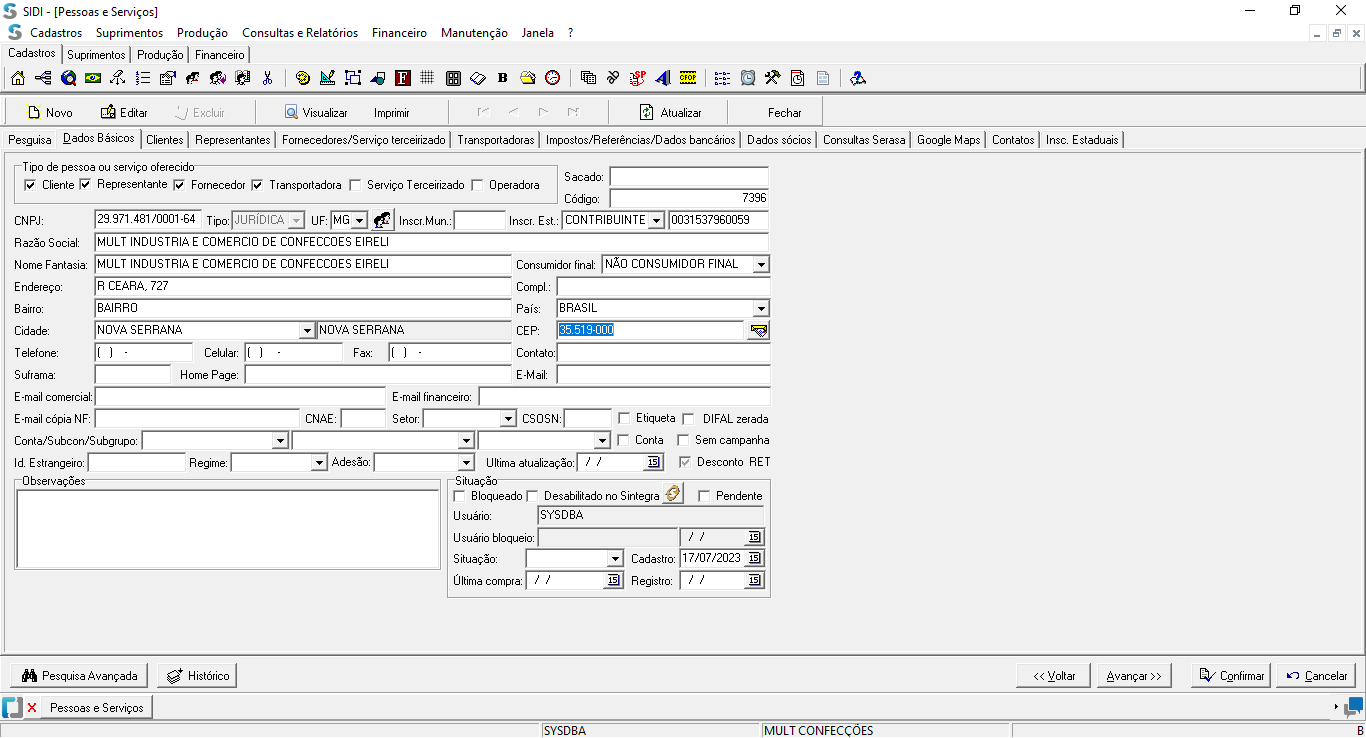 SIDI - [Pessoas e Serviços]
Cadastros Suprimentos Produção Consultas e Relatórios Financeiro Manutenção Janela ?
Cadastros Suprimentos Produção Financeiro
Novo Editar Excluir Visualizar Imprimir Atualizar Fechar
Pesquisa Dados Básicos Clientes Representantes Fornecedores/Serviço terceirizado Transportadoras Impostos/Referências/Dados bancários Dados sócios Consultas Serasa Google Maps Contatos Insc. Estaduais
Tipo de pessoa ou serviço oferecido
Cliente Representante Fornecedor Transportadora Serviço Terceirizado Operadora
Sacado:
Código: 7396
CNPJ: 29.971.481/0001-64 Tipo: JURÍDICA UF: MG Inscr.Mun.: Inscr. Est.: CONTRIBUINTE 0031537960059
Razão Social: MULT INDUSTRIA E COMERCIO DE CONFECCOES EIRELI
Nome Fantasia: MULT INDUSTRIA E COMERCIO DE CONFECCOES EIRELI Consumidor final: NÃO CONSUMIDOR FINAL
Endereço: R CEARA, 727 Compl.:
Bairro: BAIRRO País: BRASIL
Cidade: NOVA SERRANA NOVA SERRANA CEP: 35.519-000
Telefone: ( ) - Celular: ( ) - Fax: ( ) - Contato:
Suframa: Home Page: E-Mail:
E-mail comercial: E-mail financeiro:
E-mail cópia NF: CNAE: Setor: CSOSN: Etiqueta DIFAL zerada
Conta/Subcon/Subgrupo: Conta Sem campanha
Id. Estrangeiro: Regime: Adesão: Ultima atualização: / / 15 Desconto RET
Observações
Situação
Bloqueado Desabilitado no Sintegra Pendente
Usuário: SYSDBA
Usuário bloqueio: / / 15
Situação: Cadastro: 17/07/2023 15
Última compra: / / 15 Registro: / / 15
Pesquisa Avançada Histórico << Voltar Avançar >> Confirmar Cancelar
Pessoas e Serviços
SYSDBA MULT CONFECÇÕES B